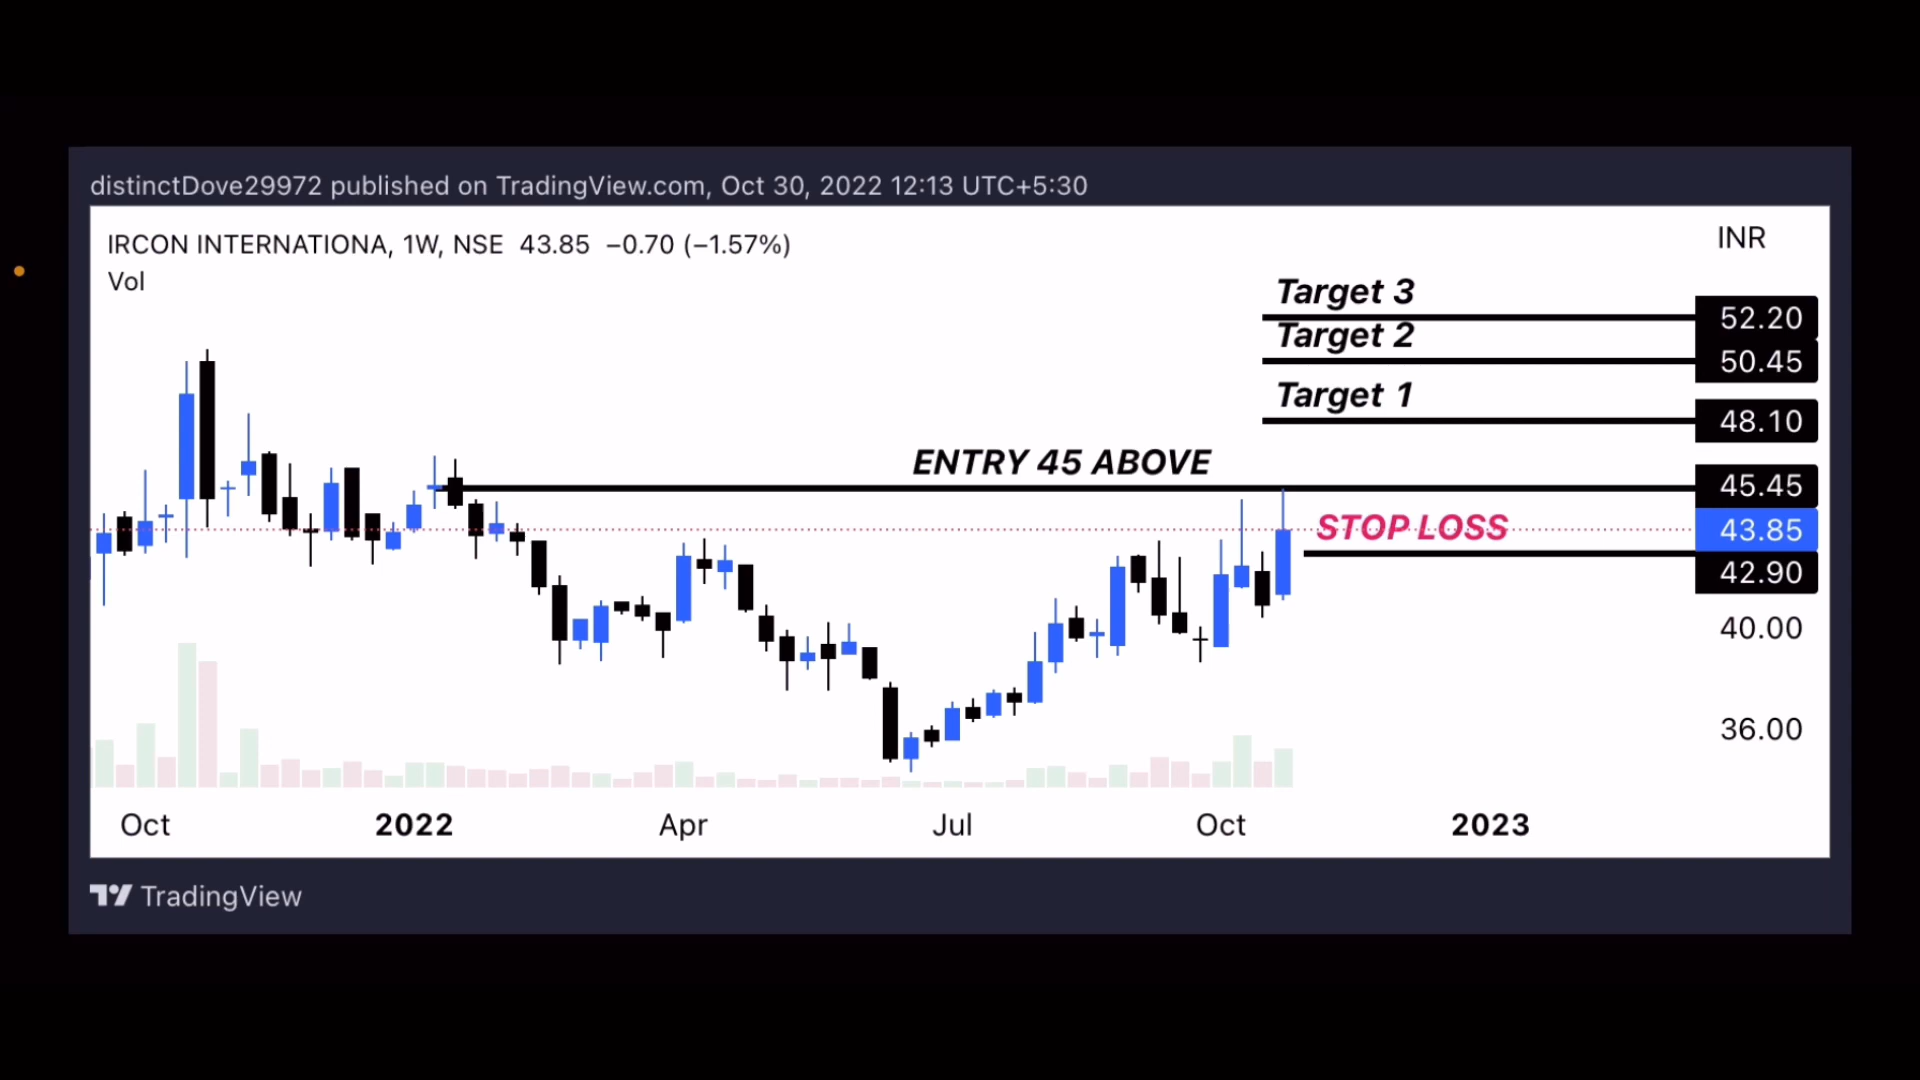 distinctDove29972 published on TradingView.com, Oct 30, 2022 12:13 UTC+5:30
IRCON INTERNATIONA, 1W, NSE 43.85 −0.70 (−1.57%)
INR
Vol
Target 3
52.20
Target 2
50.45
Target 1
48.10
ENTRY 45 ABOVE
45.45
STOP LOSS
43.85
42.90
40.00
36.00
Oct 2022 Apr Jul Oct 2023
TradingView